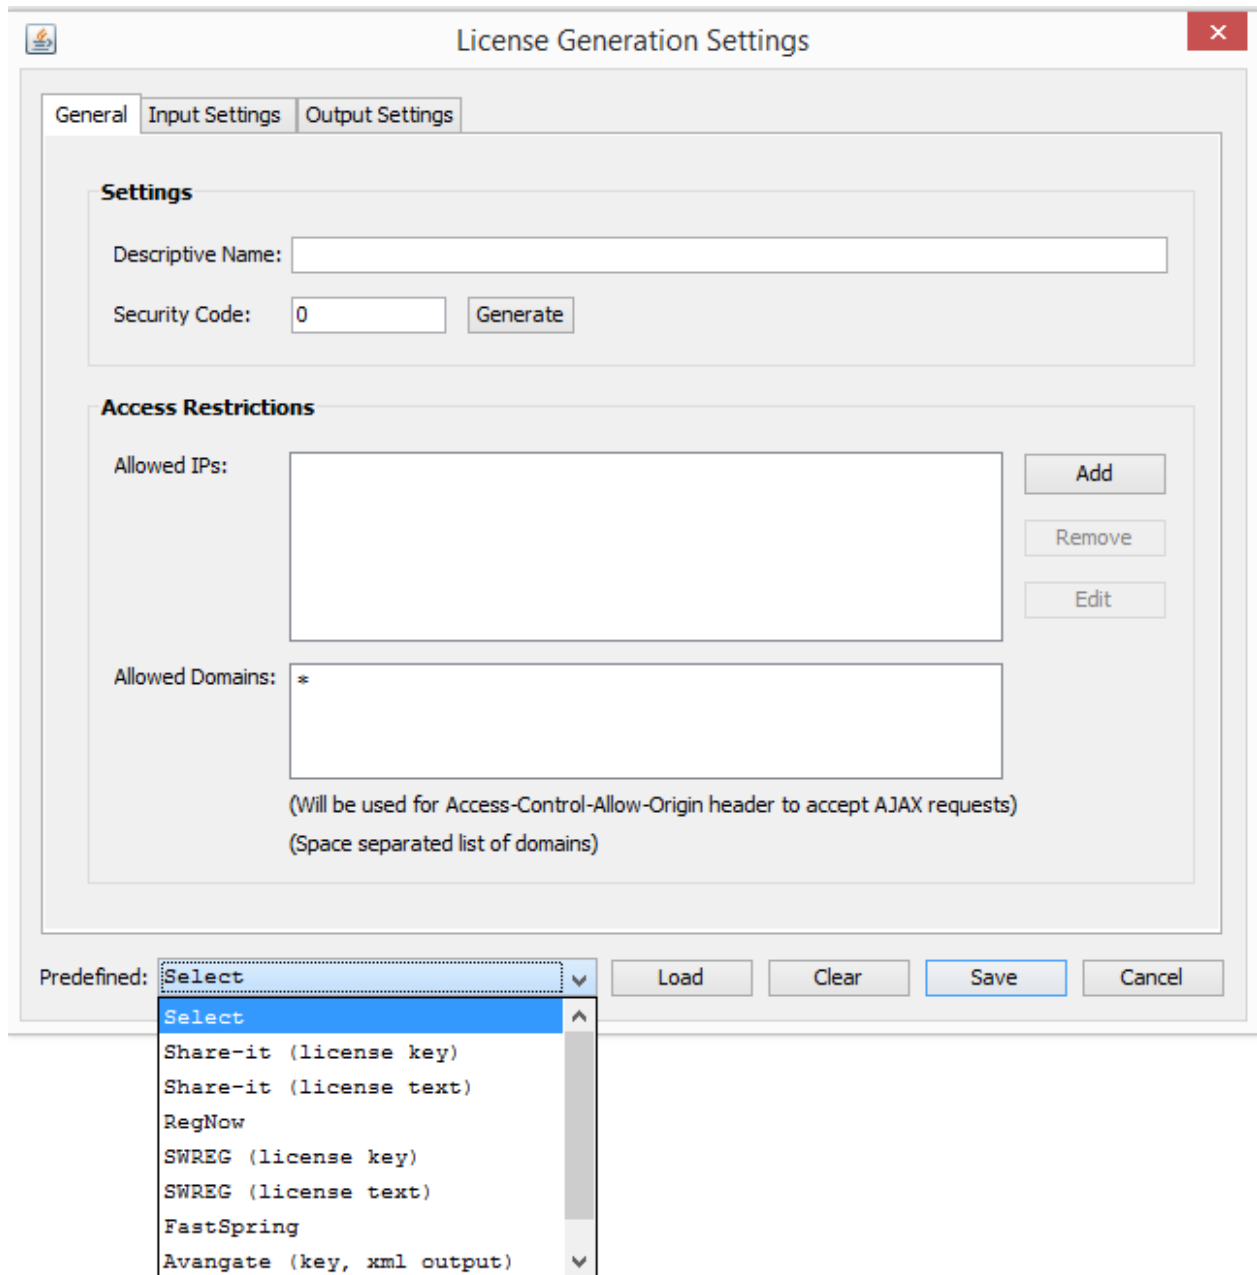 License Generation Settings
General Input Settings Output Settings
Settings
Descriptive Name:
Security Code: 0 Generate
Access Restrictions
Allowed IPs:
Add
Remove
Edit
Allowed Domains: *
(Will be used for Access-Control-Allow-Origin header to accept AJAX requests)
(Space separated list of domains)
Predefined: Select Load Clear Save Cancel
Select
Share-it (license key)
Share-it (license text)
RegNow
SWREG (license key)
SWREG (license text)
FastSpring
Avangate (key, xml output)